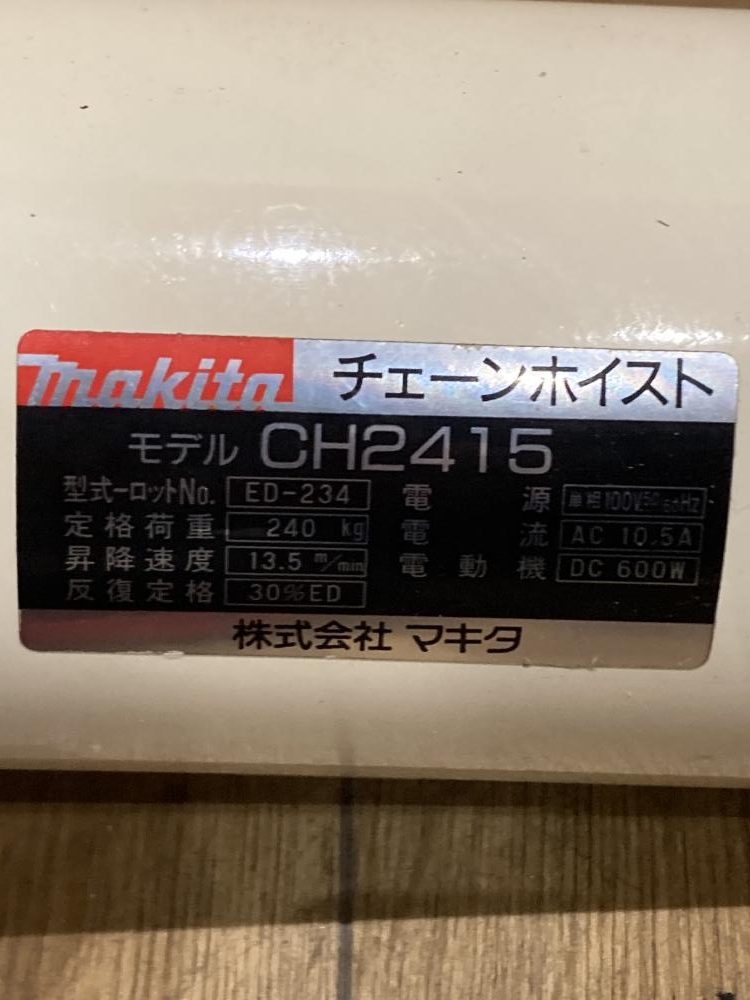 makita チェーンホイスト
モデル CH2415
型式-ロットNo. ED-234 電源 単相100V.50/60Hz
定格荷重 240 kg 電流 AC 10.5A
昇降速度 13.5 m/min 電動機 DC 600W
反復定格 30%ED
株式会社 マキタ